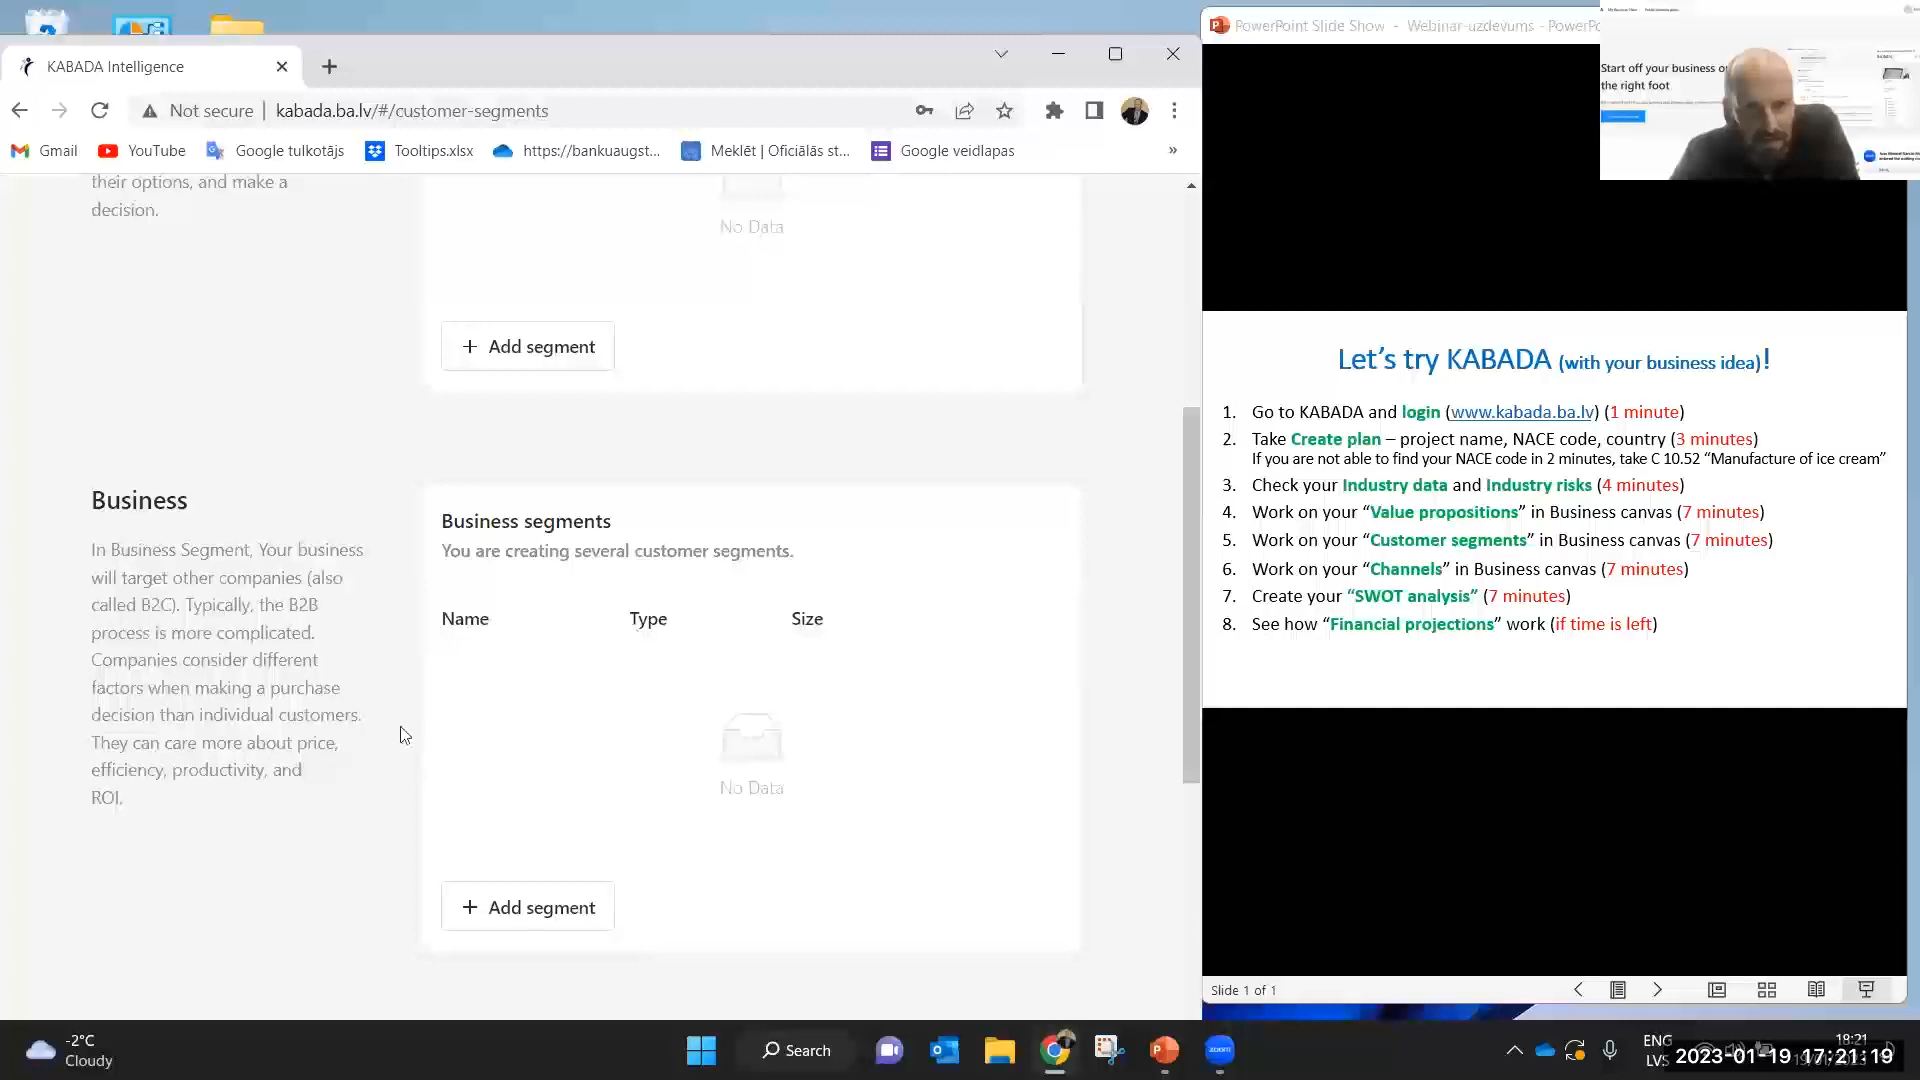 KABADA Intelligence
Not secure | kabada.ba.lv/#/customer-segments
Gmail YouTube Google tulkotājs Tooltips.xlsx https://bankuaugst... Meklēt | Oficiālās st... Google veidlapas »
their options, and make a
decision.
No Data
+ Add segment
Business
In Business Segment, Your business
will target other companies (also
called B2C). Typically, the B2B
process is more complicated.
Companies consider different
factors when making a purchase
decision than individual customers.
They can care more about price,
efficiency, productivity, and
ROI.
Business segments
You are creating several customer segments.
Name Type Size
No Data
+ Add segment
PowerPoint Slide Show - Webinar-uzdevums - PowerPo
Start off your business o
the right foot
Let's try KABADA (with your business idea)!
1. Go to KABADA and login (www.kabada.ba.lv) (1 minute)
2. Take Create plan – project name, NACE code, country (3 minutes)
If you are not able to find your NACE code in 2 minutes, take C 10.52 “Manufacture of ice cream”
3. Check your Industry data and Industry risks (4 minutes)
4. Work on your “Value propositions” in Business canvas (7 minutes)
5. Work on your “Customer segments” in Business canvas (7 minutes)
6. Work on your “Channels” in Business canvas (7 minutes)
7. Create your “SWOT analysis” (7 minutes)
8. See how “Financial projections” work (if time is left)
Slide 1 of 1
-2°C
Cloudy
Search
zoom
ENG
LVS
18:21
2023-01-19 17:21:19